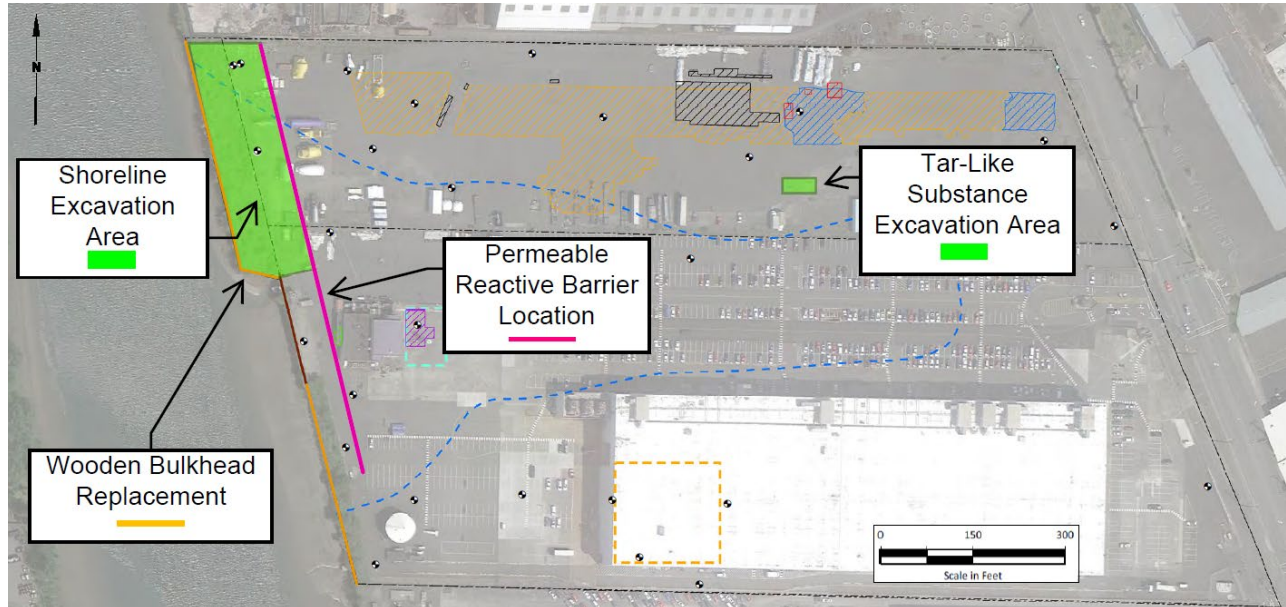 N
Shoreline
Excavation
Area
Permeable
Reactive Barrier
Location
Tar-Like
Substance
Excavation Area
Wooden Bulkhead
Replacement
0 150 300
Scale in Feet